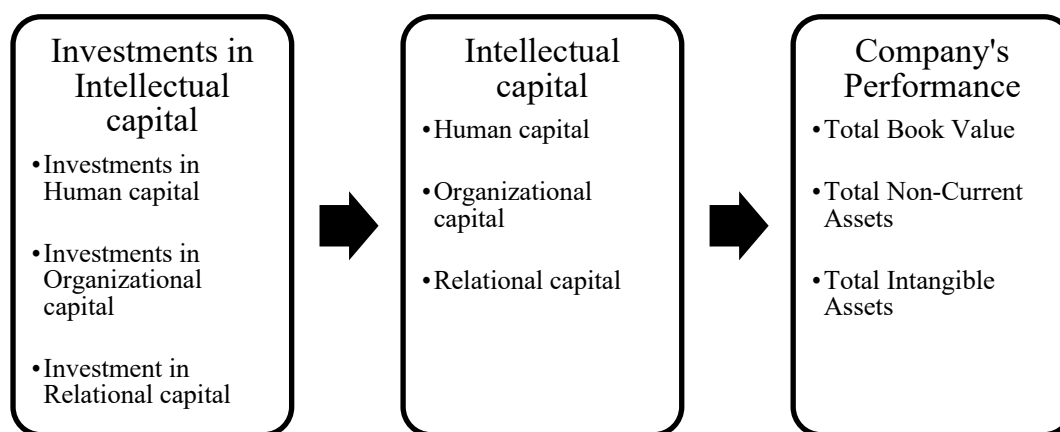 Investments in
Intellectual
capital
•Investments in
Human capital
•Investments in
Organizational
capital
•Investment in
Relational capital
Intellectual
capital
•Human capital
•Organizational
capital
•Relational capital
Company's
Performance
•Total Book Value
•Total Non-Current
Assets
•Total Intangible
Assets